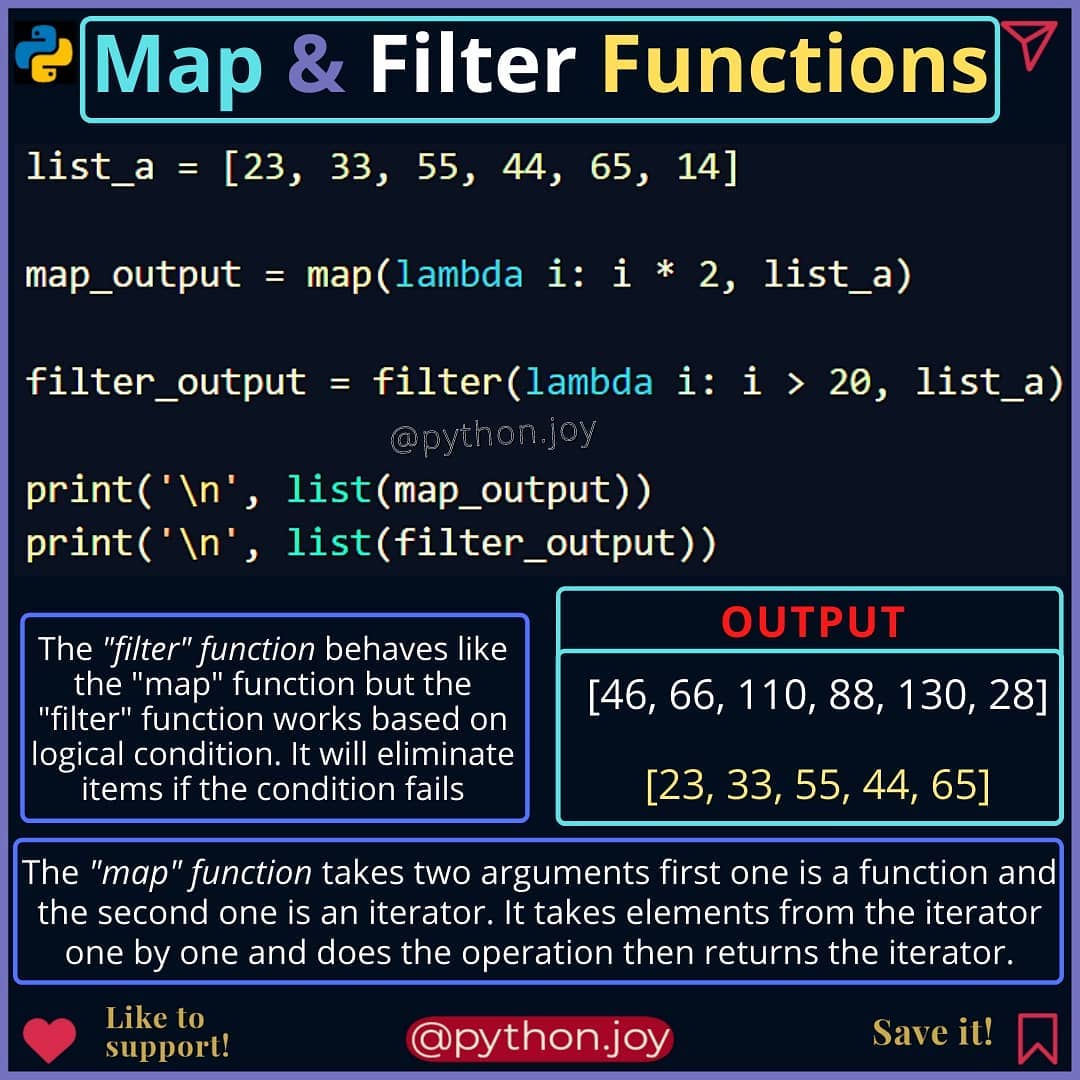 Map & Filter Functions
list_a = [23, 33, 55, 44, 65, 14]
map_output = map(lambda i: i * 2, list_a)
filter_output = filter(lambda i: i > 20, list_a)
@python.joy
print('\n', list(map_output))
print('\n', list(filter_output))
The "filter" function behaves like
the "map" function but the
"filter" function works based on
logical condition. It will eliminate
items if the condition fails
OUTPUT
[46, 66, 110, 88, 130, 28]
[23, 33, 55, 44, 65]
The "map" function takes two arguments first one is a function and
the second one is an iterator. It takes elements from the iterator
one by one and does the operation then returns the iterator.
Like to
support!
@python.joy
Save it!